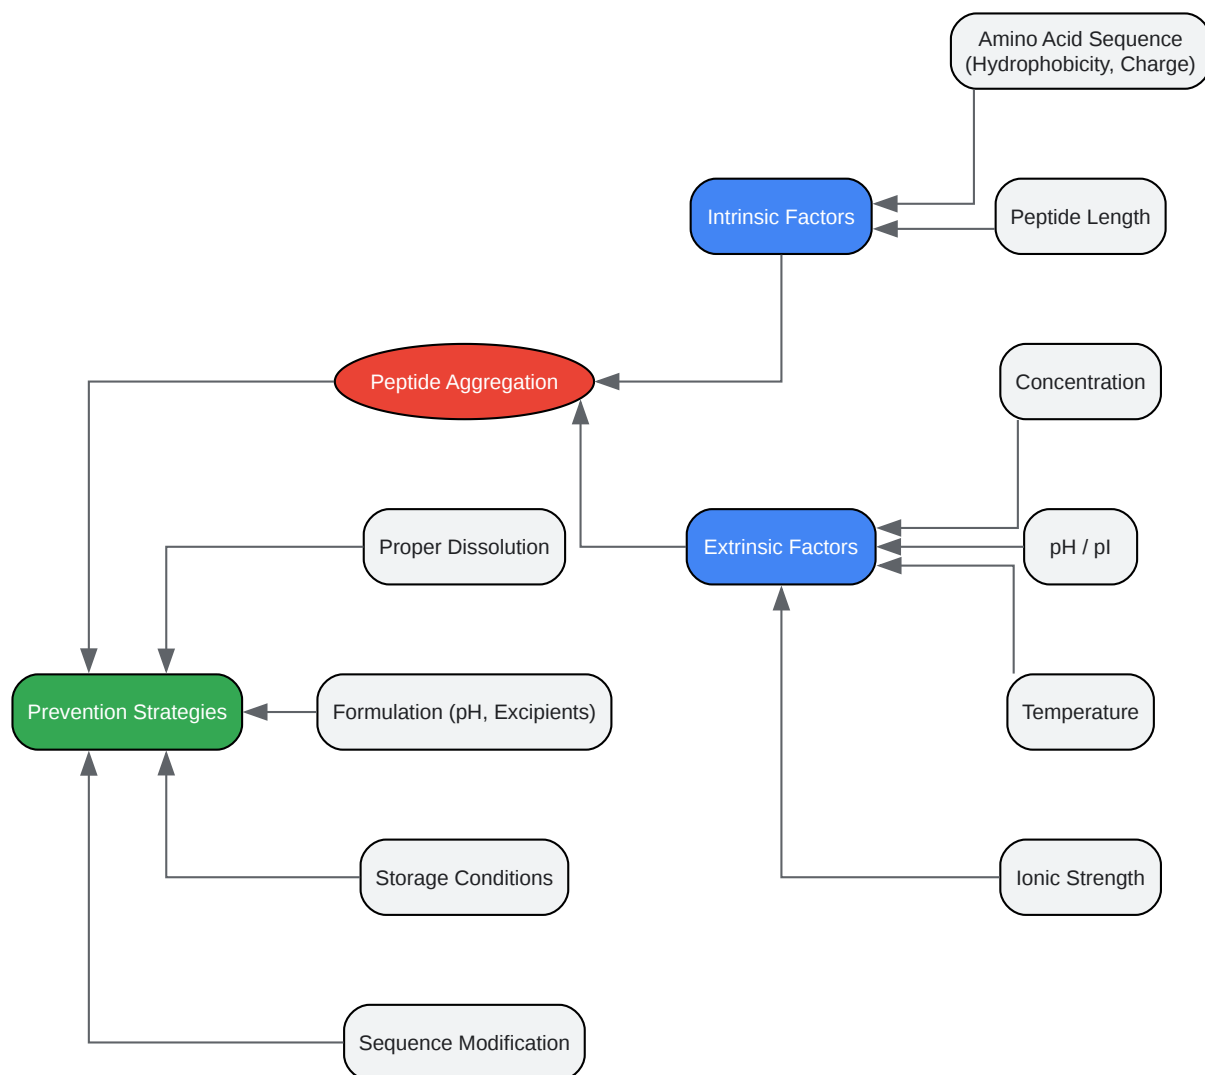 Amino Acid Sequence
(Hydrophobicity, Charge)
Intrinsic Factors
Peptide Length
Peptide Aggregation
Concentration
Proper Dissolution
Extrinsic Factors
pH / pI
Prevention Strategies
Formulation (pH, Excipients)
Temperature
Storage Conditions
Ionic Strength
Sequence Modification